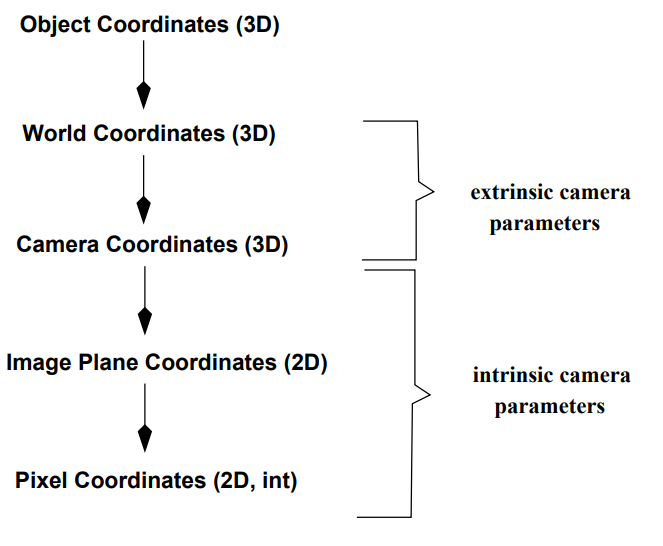 Object Coordinates (3D)
World Coordinates (3D)
extrinsic camera
parameters
Camera Coordinates (3D)
Image Plane Coordinates (2D)
intrinsic camera
parameters
Pixel Coordinates (2D, int)